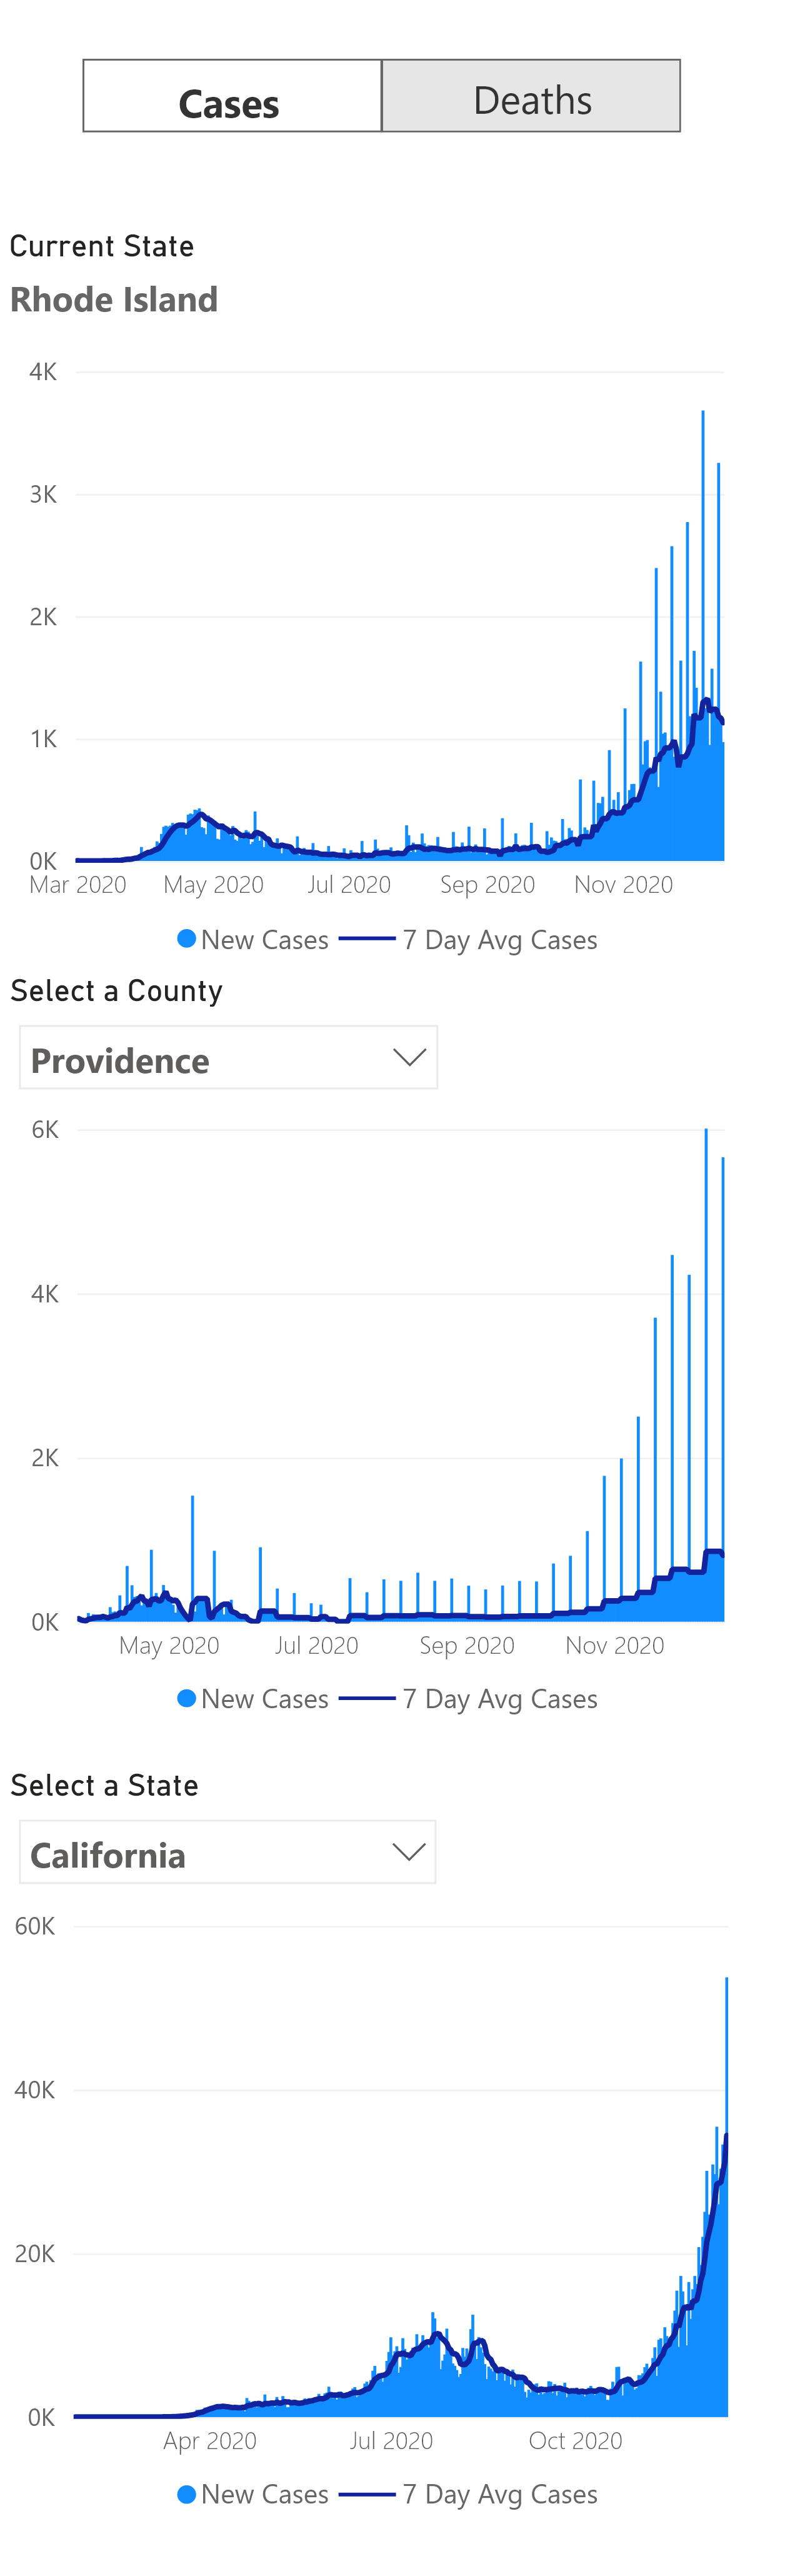 Cases Deaths
Current State
Rhode Island
4K
3K
2K
1K
0K
Mar 2020 May 2020 Jul 2020 Sep 2020 Nov 2020
New Cases 7 Day Avg Cases
Select a County
Providence
6K
4K
2K
0K
May 2020 Jul 2020 Sep 2020 Nov 2020
New Cases 7 Day Avg Cases
Select a State
California
60K
40K
20K
0K
Apr 2020 Jul 2020 Oct 2020
New Cases 7 Day Avg Cases